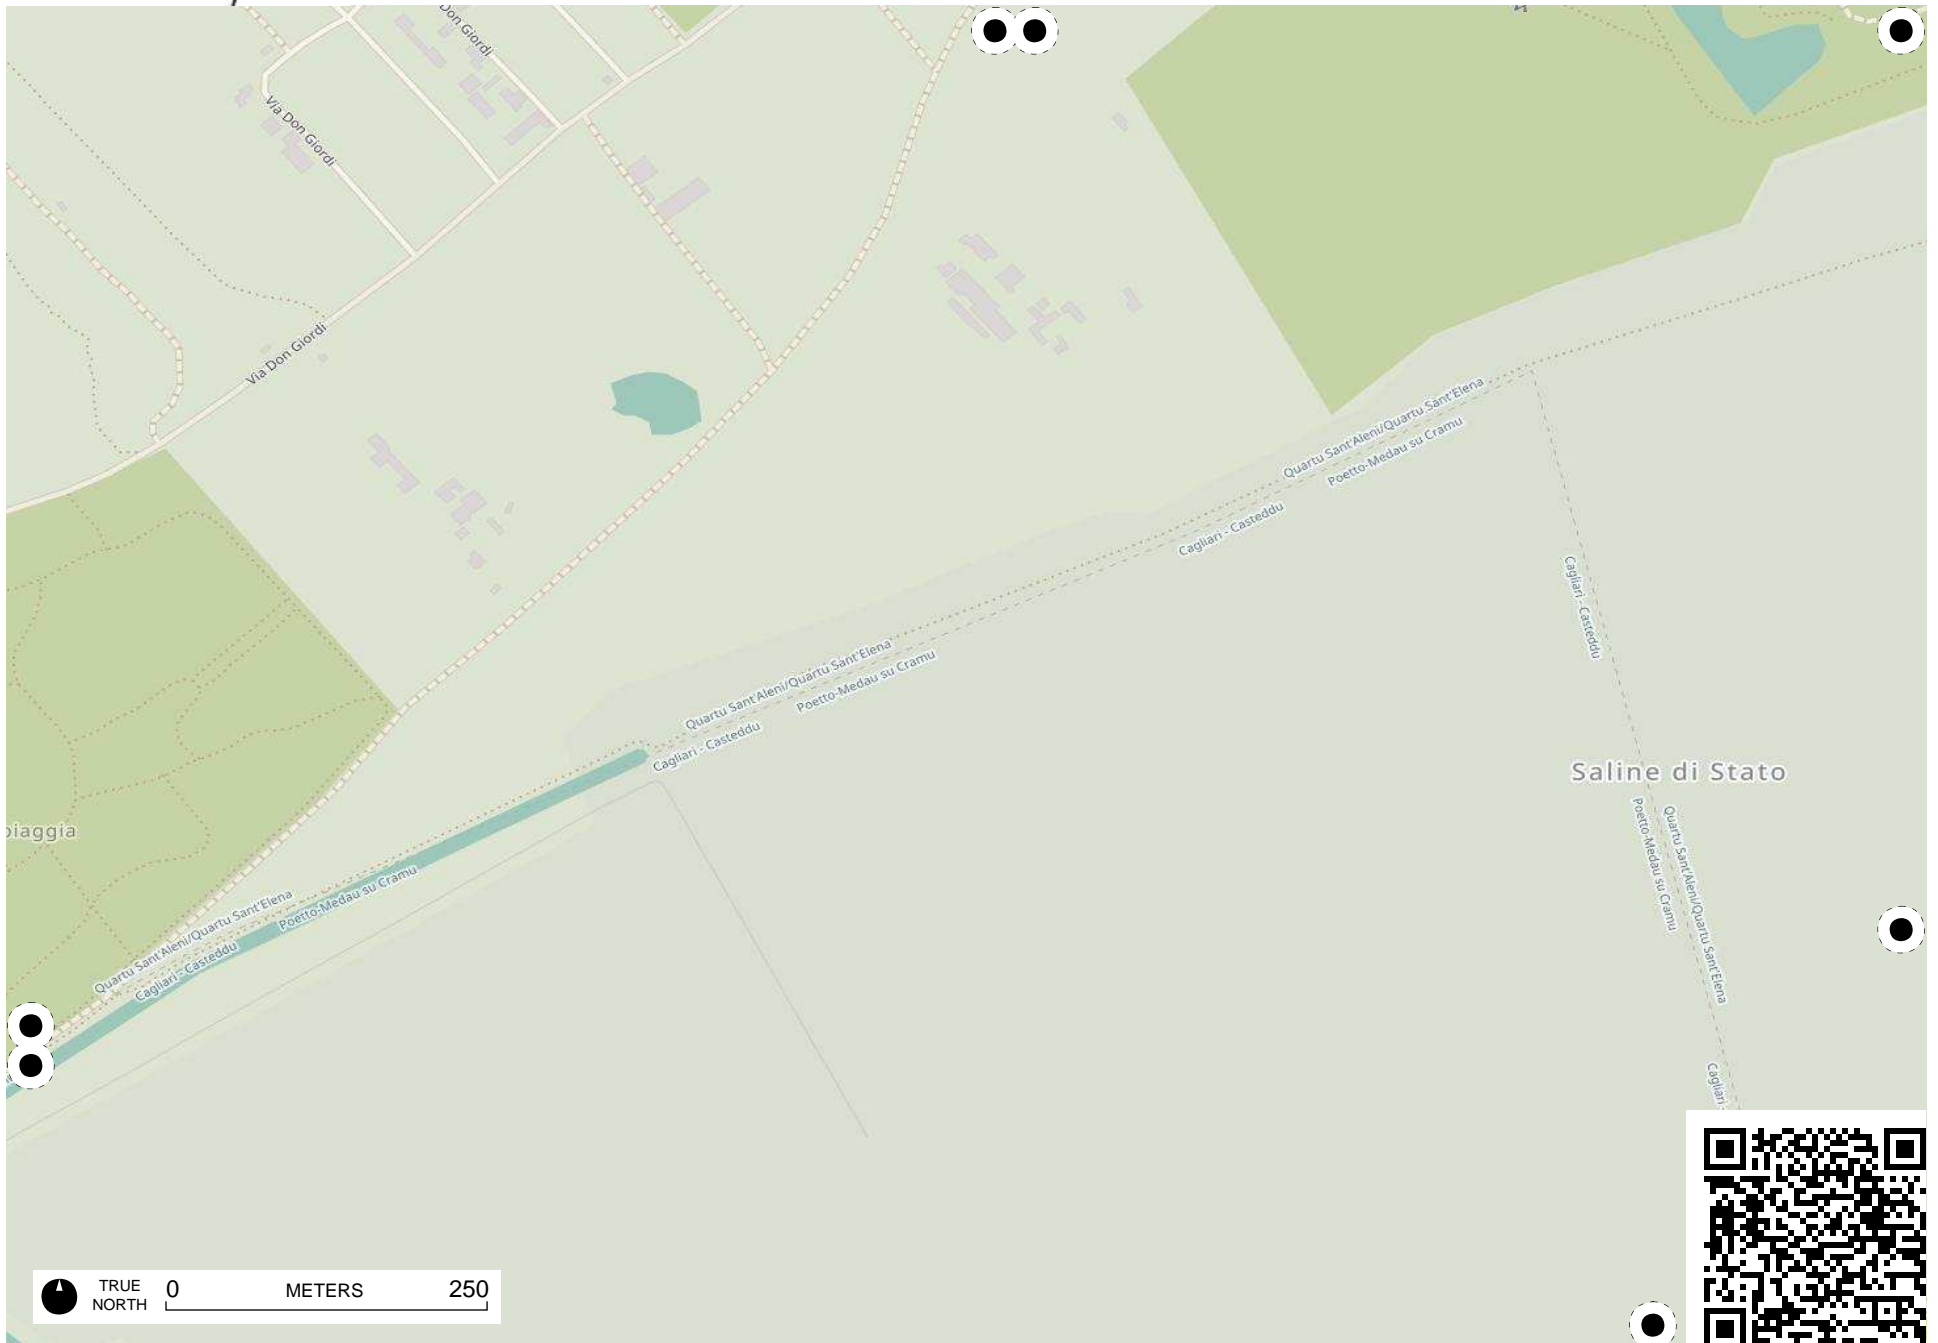 Don Giordi
Via Don Giordi
Via Don Giordi
Quartu Sant'Aleni/Quartu Sant'Elena
Poetto-Medau su Cramu
Cagliari - Casteddu
Cagliari - Casteddu
Quartu Sant'Aleni/Quartu Sant'Elena
Poetto-Medau su Cramu
Cagliari - Casteddu
Saline di Stato
Poetto-Medau su Cramu
Quartu Sant'Aleni/Quartu Sant'Elena
piaggia
Quartu Sant'Aleni/Quartu Sant'Elena
Poetto-Medau su Cramu
Cagliari - Casteddu
Cagliari -
TRUE NORTH
0 METERS 250